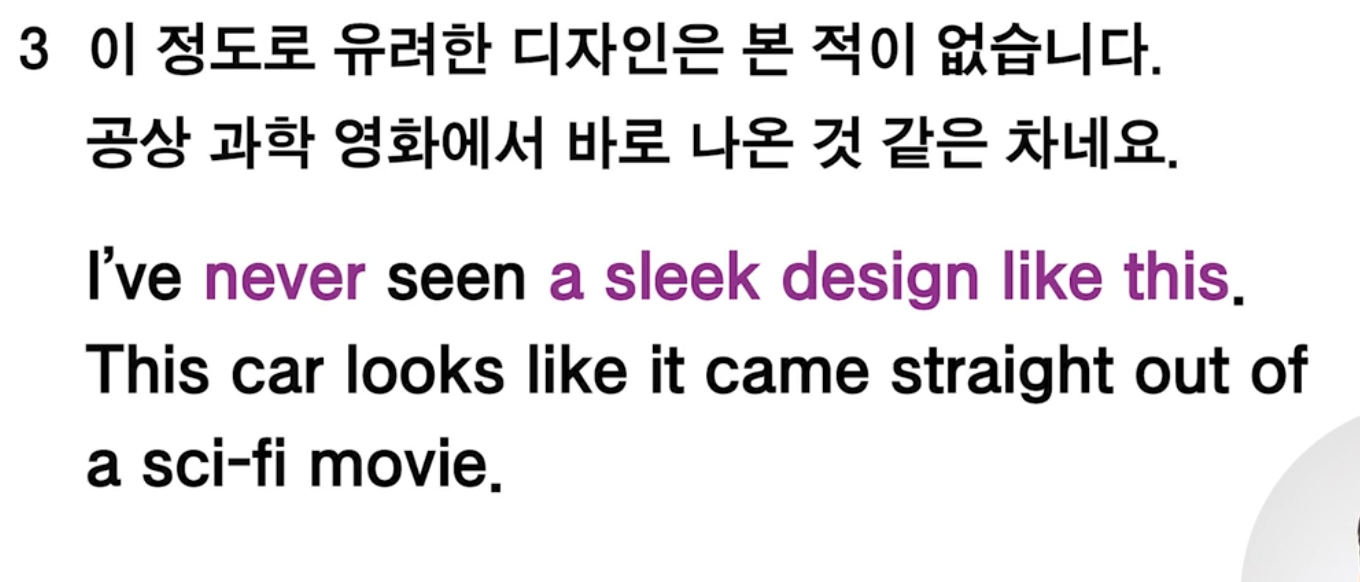 3 이 정도로 유려한 디자인은 본 적이 없습니다.
공상 과학 영화에서 바로 나온 것 같은 차네요.
I've never seen a sleek design like this.
This car looks like it came straight out of
a sci-fi movie.